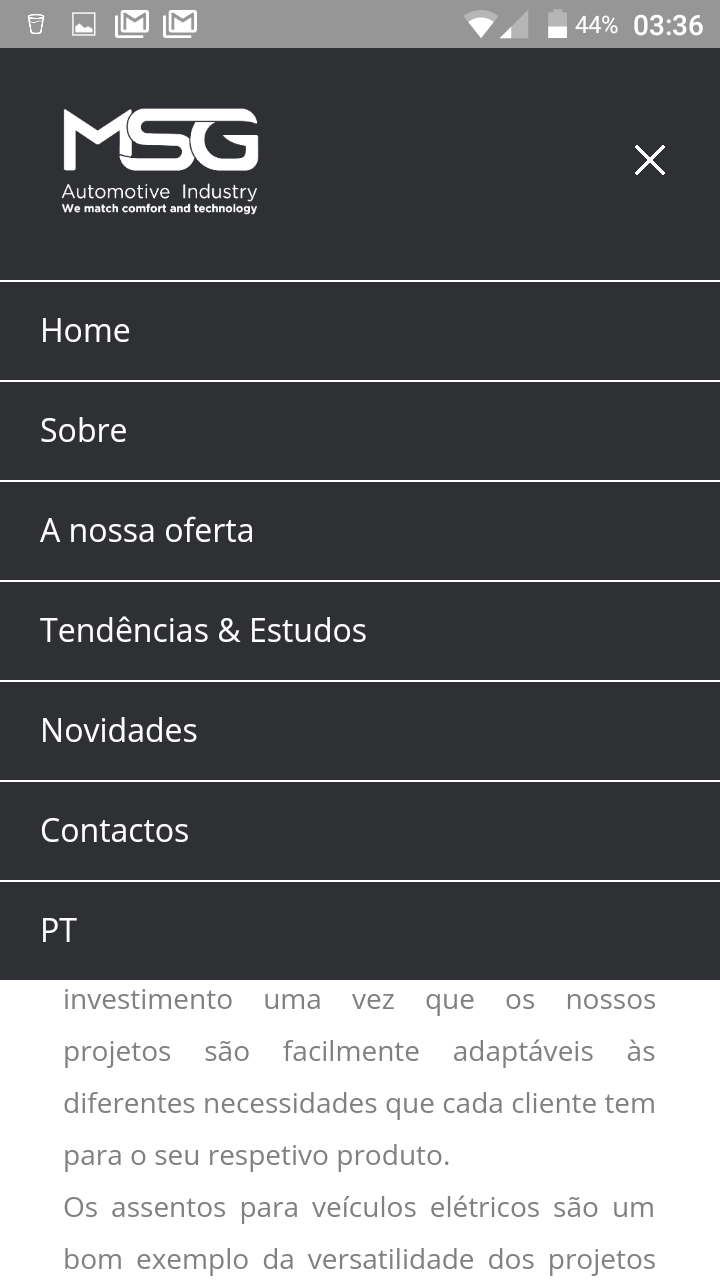 44% 03:36
MSG
Automotive Industry
We match comfort and technology
Home
Sobre
A nossa oferta
Tendências & Estudos
Novidades
Contactos
PT
investimento uma vez que os nossos
projetos são facilmente adaptáveis às
diferentes necessidades que cada cliente tem
para o seu respetivo produto.
Os assentos para veículos elétricos são um
bom exemplo da versatilidade dos projetos